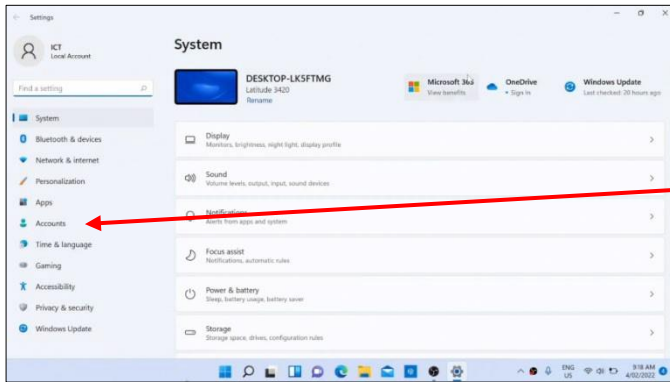 Settings
ICT
Local Account
Find a setting
System
Bluetooth & devices
Network & internet
Personalization
Apps
Accounts
Time & language
Gaming
Accessibility
Privacy & security
Windows Update
System
DESKTOP-LK5FTMG
Latitude 3420
Rename
Microsoft 365
View benefits
OneDrive
• Sign In
Windows Update
Last checked: 20 hours ago
Display
Monitors, brightness, night light, display profile
Sound
Volume levels, output, input, sound devices
Notifications
Alerts from apps and system
Focus assist
Notifications, automatic rules
Power & battery
Sleep, battery usage, battery saver
Storage
Storage space, drives, configuration rules
ENG
US
9:18 AM
4/02/2022